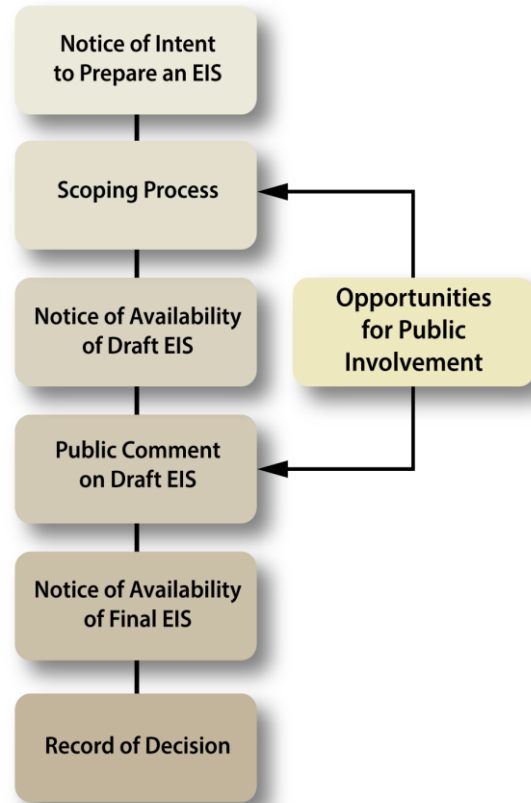 Notice of Intent
to Prepare an EIS
Scoping Process
Notice of Availability
of Draft EIS
Opportunities
for Public
Involvement
Public Comment
on Draft EIS
Notice of Availability
of Final EIS
Record of Decision